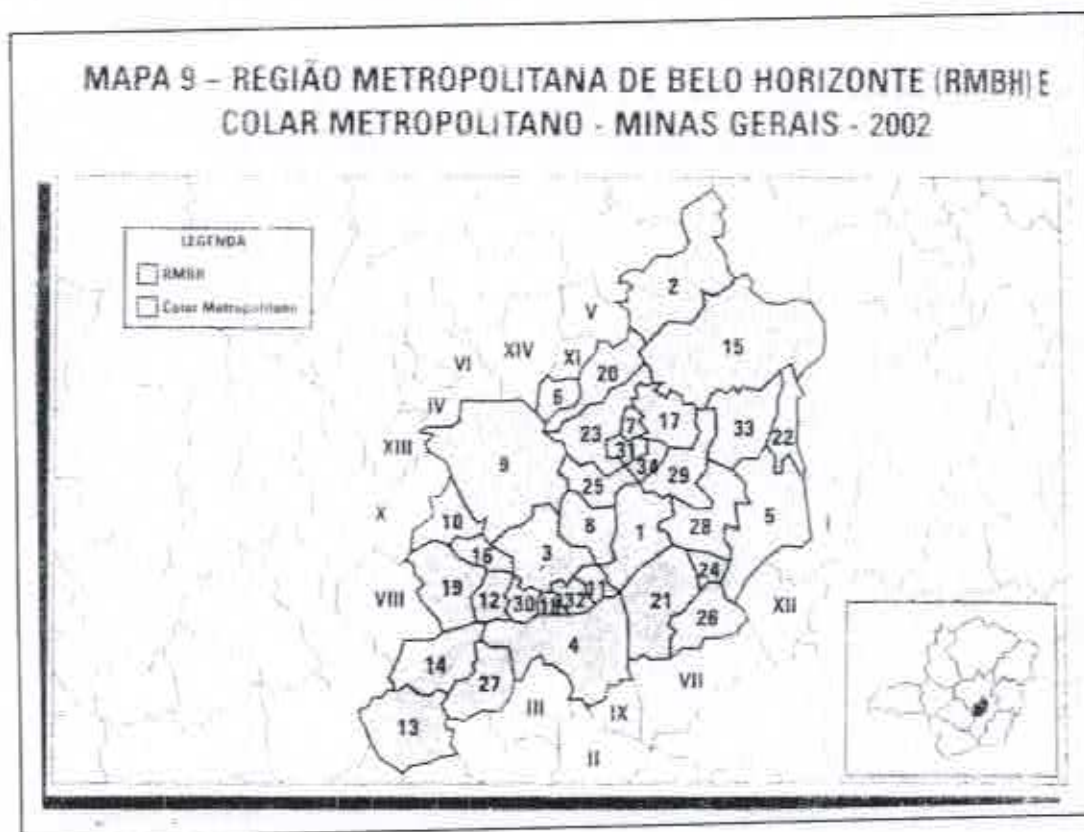 MAPA 9 – REGIÃO METROPOLITANA DE BELO HORIZONTE (RMBH) E
COLAR METROPOLITANO - MINAS GERAIS - 2002
LEGENDA
RMBH
Colar Metropolitano
2
V
15
XIV
XI
20
VI
6
IV
7
17
33
22
23
31
XIII
34
9
29
25
5
X
10
8
1
28
I
16
3
24
19
12
11
VIII
30
32
21
XII
26
4
14
27
VII
III
IX
13
II